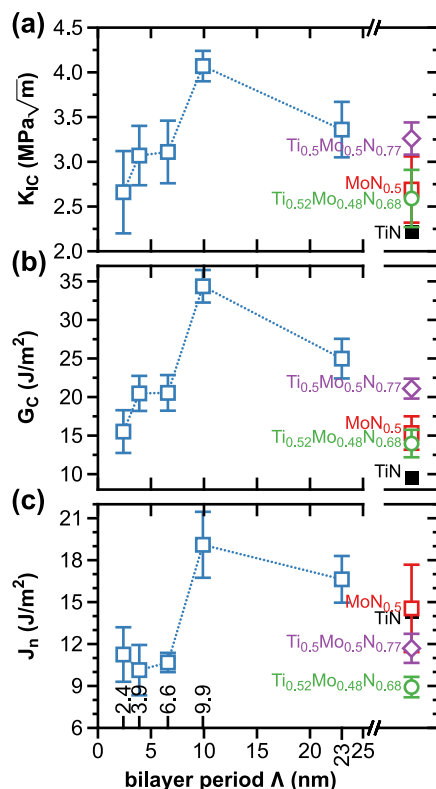 (a)
K_IC (MPa√m)
4.5
4.0
3.5
3.0
2.5
2.0
Ti0.5Mo0.5N0.77
MoN0.5
Ti0.52Mo0.48N0.68
TiN
(b)
G_C (J/m²)
35
30
25
20
15
10
Ti0.5Mo0.5N0.77
MoN0.5
Ti0.52Mo0.48N0.68
TiN
(c)
J_n (J/m²)
21
18
15
12
9
6
MoN0.5
TiN
Ti0.5Mo0.5N0.77
Ti0.52Mo0.48N0.68
2.4
3.9
6.6
9.9
23
0 5 10 15 20 25
bilayer period Λ (nm)